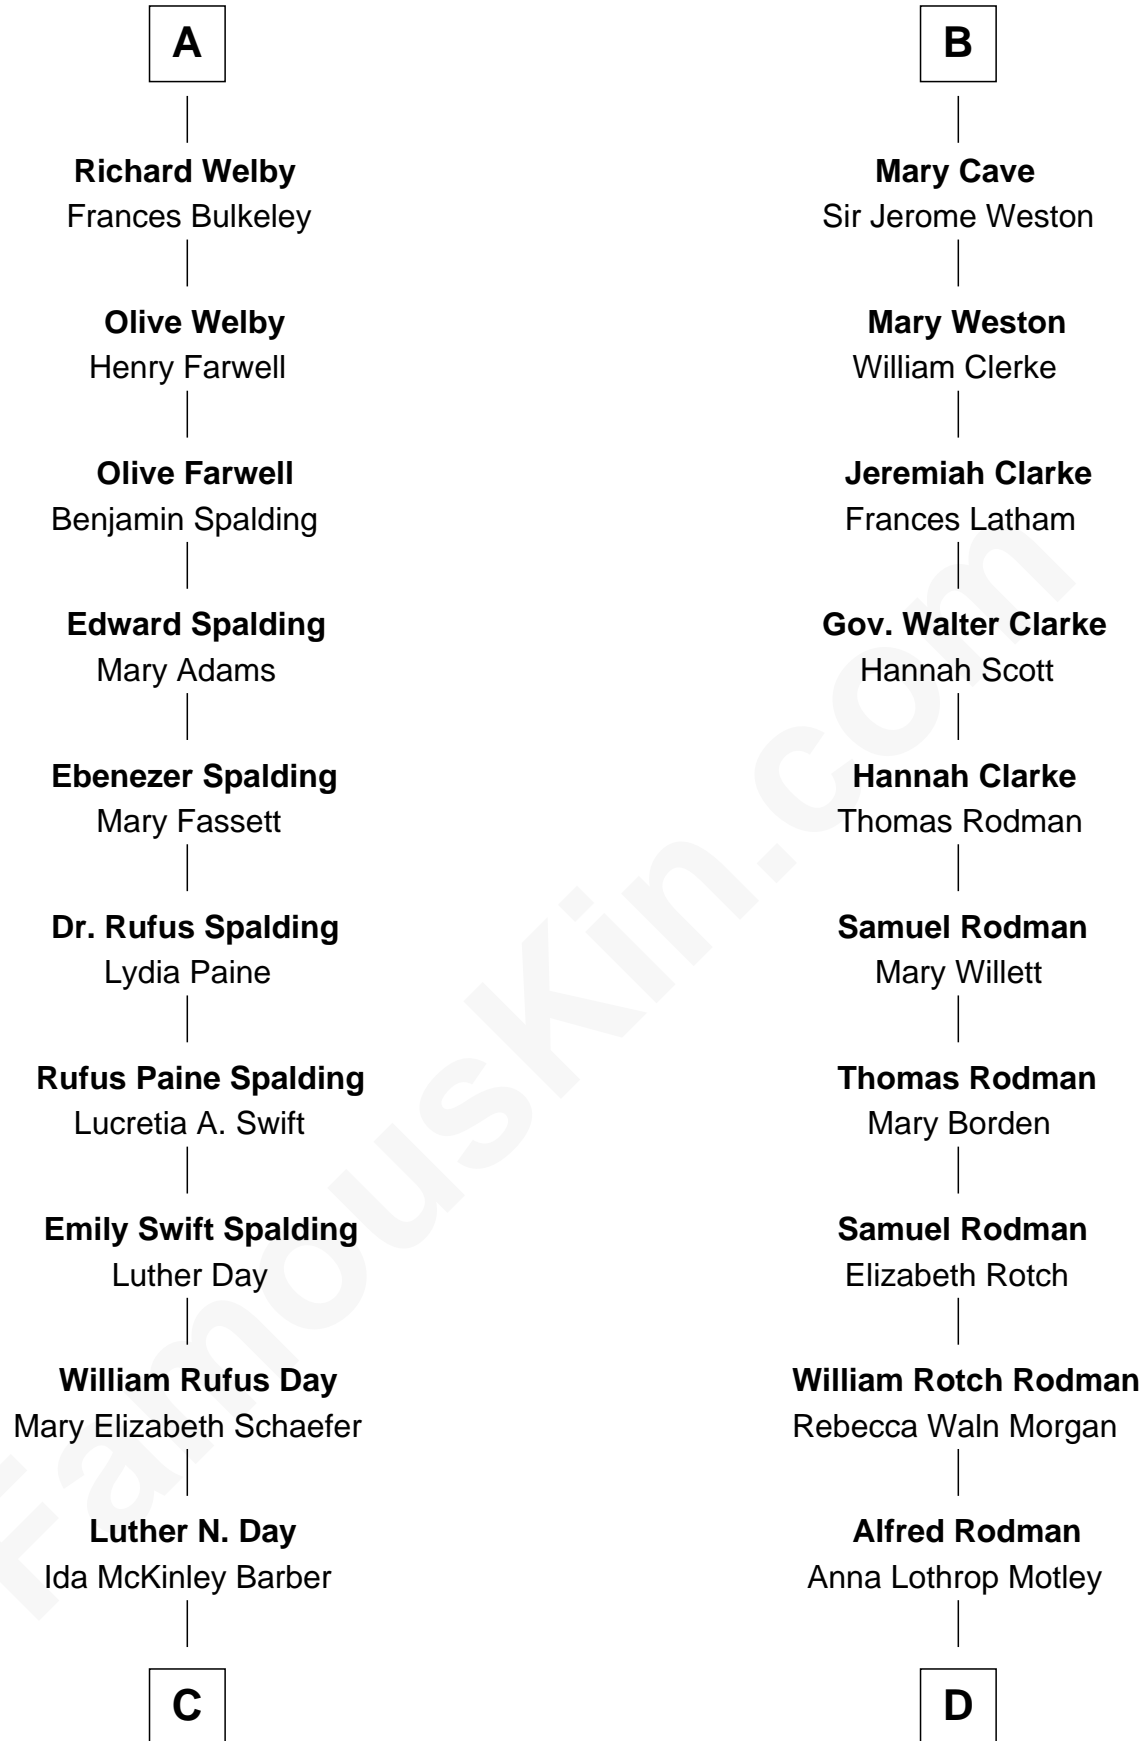 A
Richard Welby
Frances Bulkeley
Olive Welby
Henry Farwell
Olive Farwell
Benjamin Spalding
Edward Spalding
Mary Adams
Ebenezer Spalding
Mary Fassett
Dr. Rufus Spalding
Lydia Paine
Rufus Paine Spalding
Lucretia A. Swift
Emily Swift Spalding
Luther Day
William Rufus Day
Mary Elizabeth Schaefer
Luther N. Day
Ida McKinley Barber
C
B
Mary Cave
Sir Jerome Weston
Mary Weston
William Clerke
Jeremiah Clarke
Frances Latham
Gov. Walter Clarke
Hannah Scott
Hannah Clarke
Thomas Rodman
Samuel Rodman
Mary Willett
Thomas Rodman
Mary Borden
Samuel Rodman
Elizabeth Rotch
William Rotch Rodman
Rebecca Waln Morgan
Alfred Rodman
Anna Lothrop Motley
D
FamousKin.com